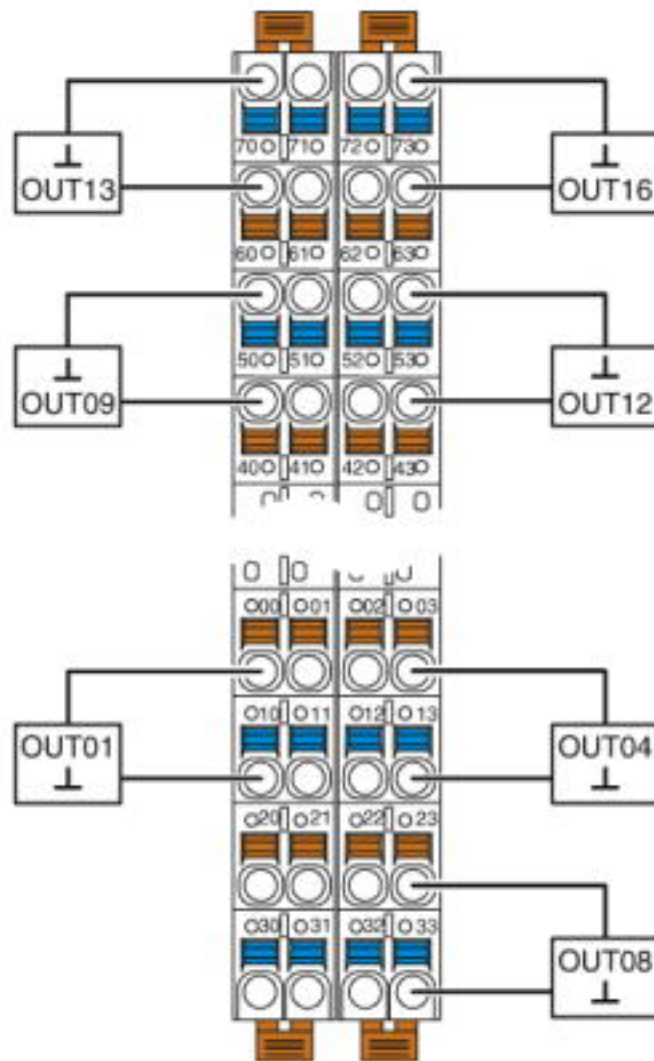 70 71 72 73
OUT13 OUT16
60 61 62 63
50 51 52 53
OUT09 OUT12
40 41 42 43
00 01 02 03
10 11 12 13
OUT01 OUT04
20 21 22 23
30 31 32 33
OUT08